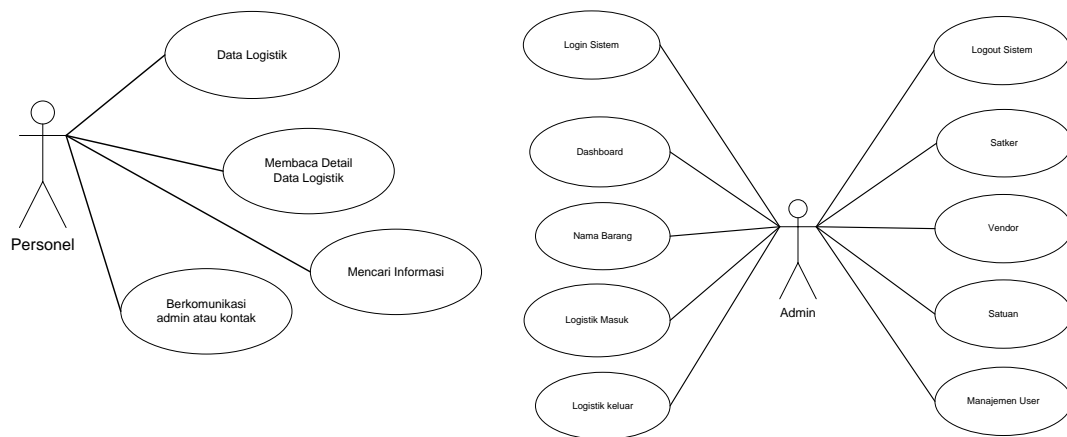 Data Logistik
Membaca Detail
Data Logistik
Personel
Mencari Informasi
Berkomunikasi
admin atau kontak
Login Sistem
Dashboard
Nama Barang
Logistik Masuk
Logistik keluar
Admin
Logout Sistem
Satker
Vendor
Satuan
Manajemen User